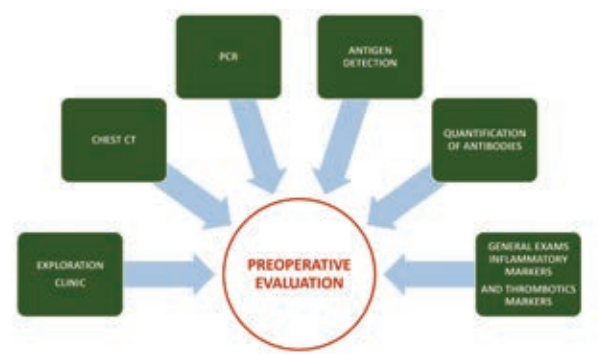 PCR
ANTIGEN
DETECTION
CHEST CT
QUANTIFICATION
OF ANTIBODIES
EXPLORATION
CLINIC
PREOPERATIVE
EVALUATION
GENERAL EXAMS
INFLAMMATORY
MARKERS
AND THROMBOTICS
MARKERS